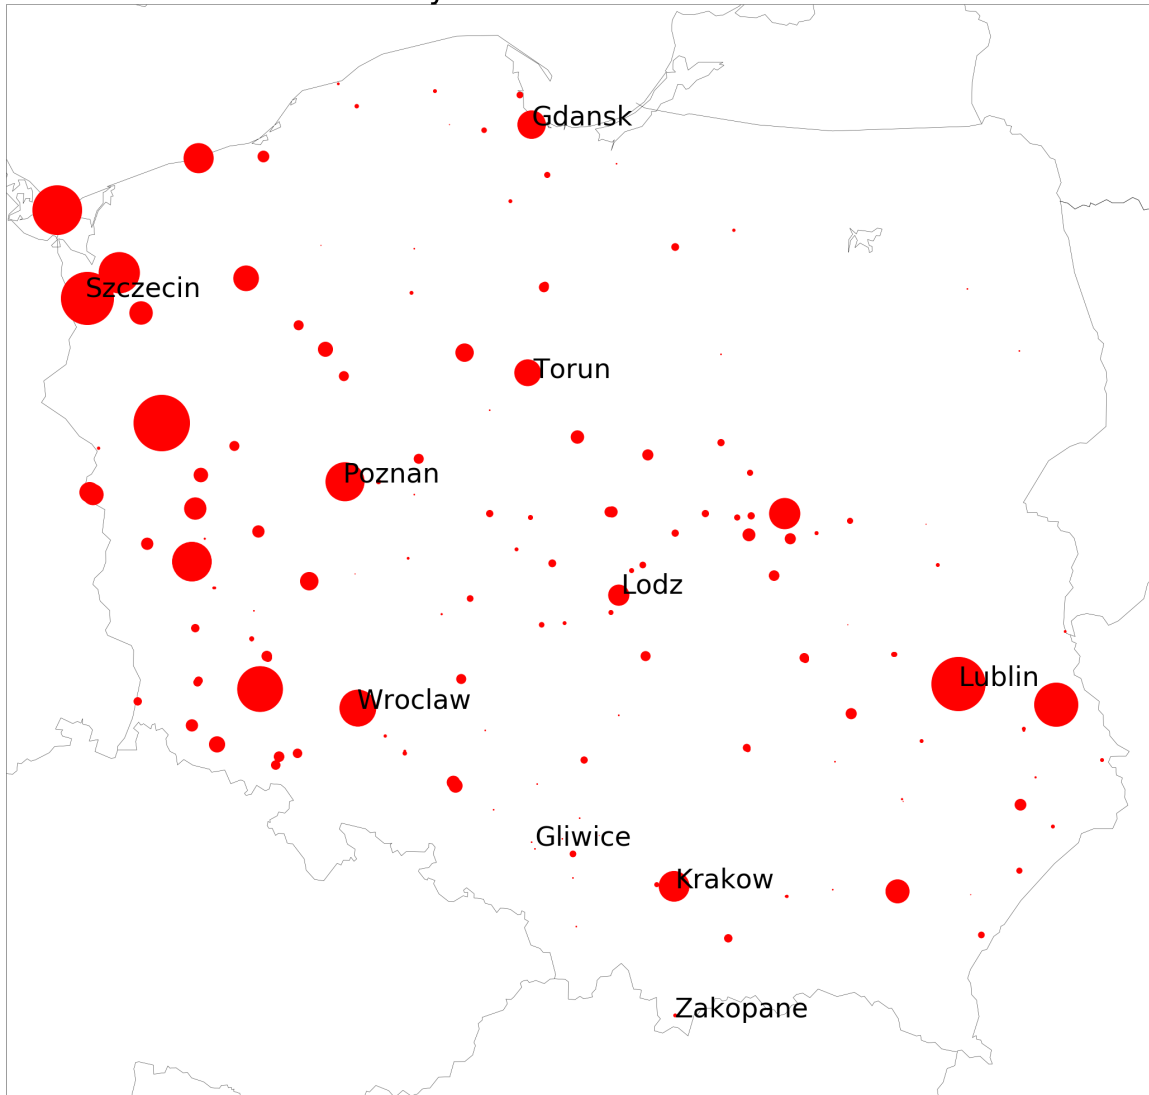 Gdansk
Szczecin
Torun
Poznan
Lodz
Lublin
Wroclaw
Gliwice
Krakow
Zakopane